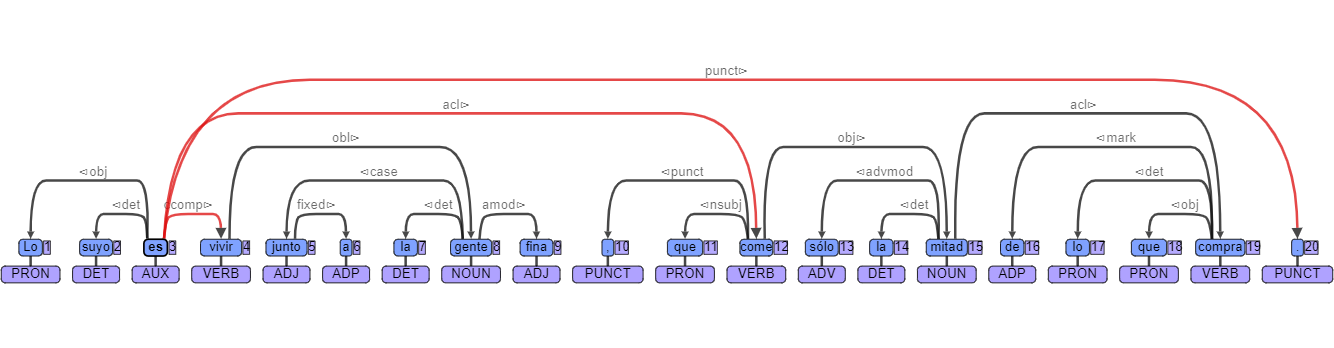 punct⊳
acl⊳ acl⊳
obl⊳ obj⊳ ⊲mark
⊲obj ⊲case ⊲punct ⊲advmod ⊲det
⊲det ccomp⊳ fixed⊳ ⊲det amod⊳ ⊲nsubj ⊲det ⊲obj
Lo 1 suyo 2 es 3 vivir 4 junto 5 a 6 la 7 gente 8 fina 9 , 10 que 11 come 12 sólo 13 la 14 mitad 15 de 16 lo 17 que 18 compra 19 . 20
PRON DET AUX VERB ADJ ADP DET NOUN ADJ PUNCT PRON VERB ADV DET NOUN ADP PRON PRON VERB PUNCT